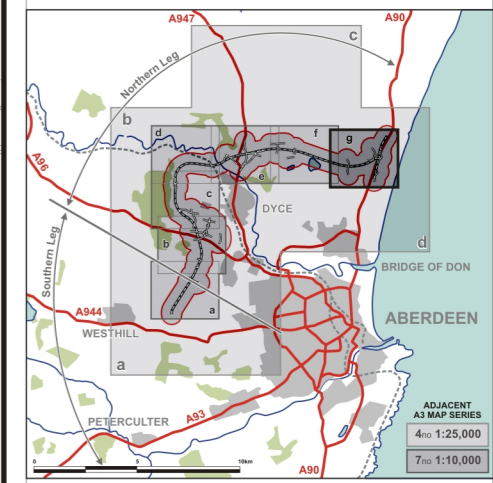 A947
A90
c
Northern Leg
b
d
f
g
A96
e
c
DYCE
Southern Leg
b
d
BRIDGE OF DON
a
A944
ABERDEEN
WESTHILL
a
ADJACENT
A3 MAP SERIES
4no 1:25,000
PETERCULTER
A93
7no 1:10,000
0 5 10km
A90